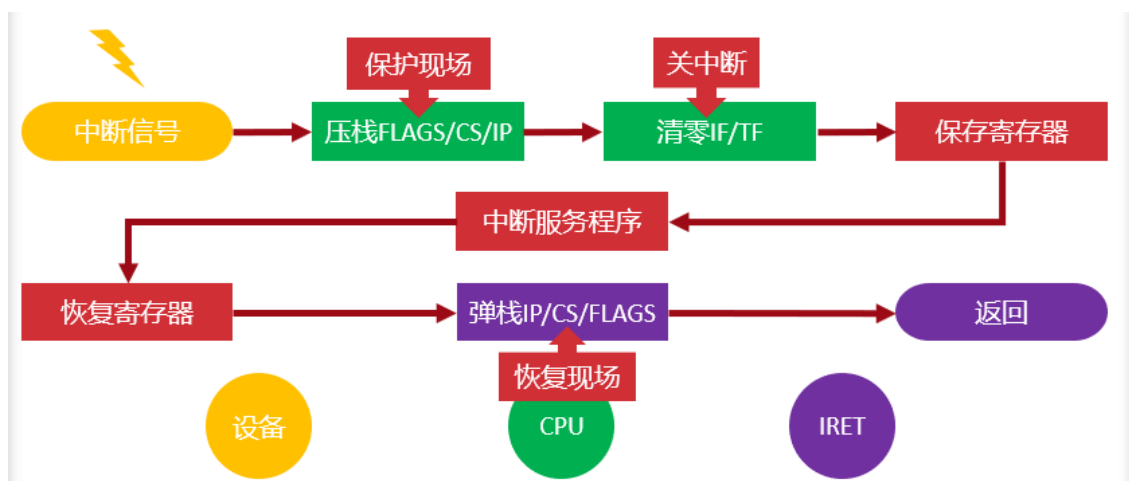 保护现场
关中断
中断信号
压栈FLAGS/CS/IP
清零IF/TF
保存寄存器
中断服务程序
恢复寄存器
弹栈IP/CS/FLAGS
返回
恢复现场
设备
CPU
IRET